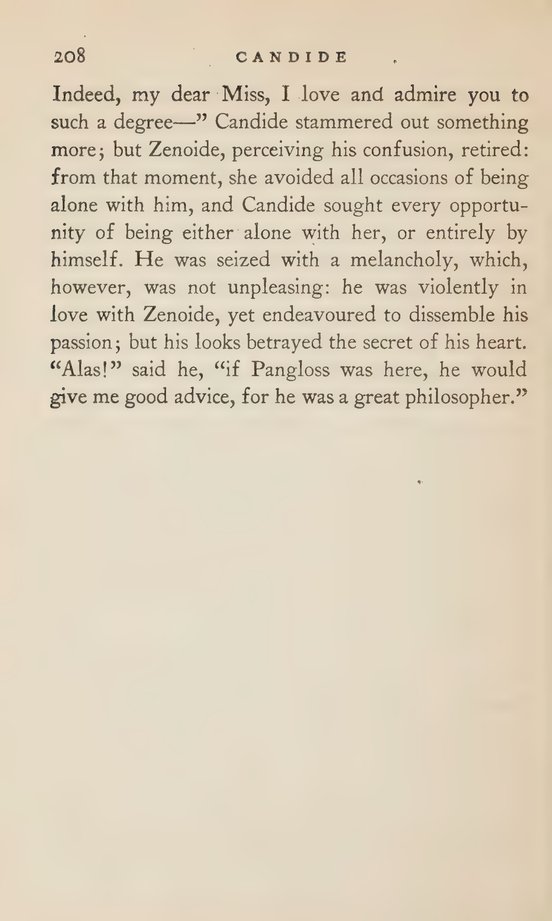 208 CANDIDE
Indeed, my dear Miss, I love and admire you to
such a degree—” Candide stammered out something
more; but Zenoide, perceiving his confusion, retired:
from that moment, she avoided all occasions of being
alone with him, and Candide sought every opportu-
nity of being either alone with her, or entirely by
himself. He was seized with a melancholy, which,
however, was not unpleasing: he was violently in
love with Zenoide, yet endeavoured to dissemble his
passion; but his looks betrayed the secret of his heart.
“Alas!” said he, “if Pangloss was here, he would
give me good advice, for he was a great philosopher.”